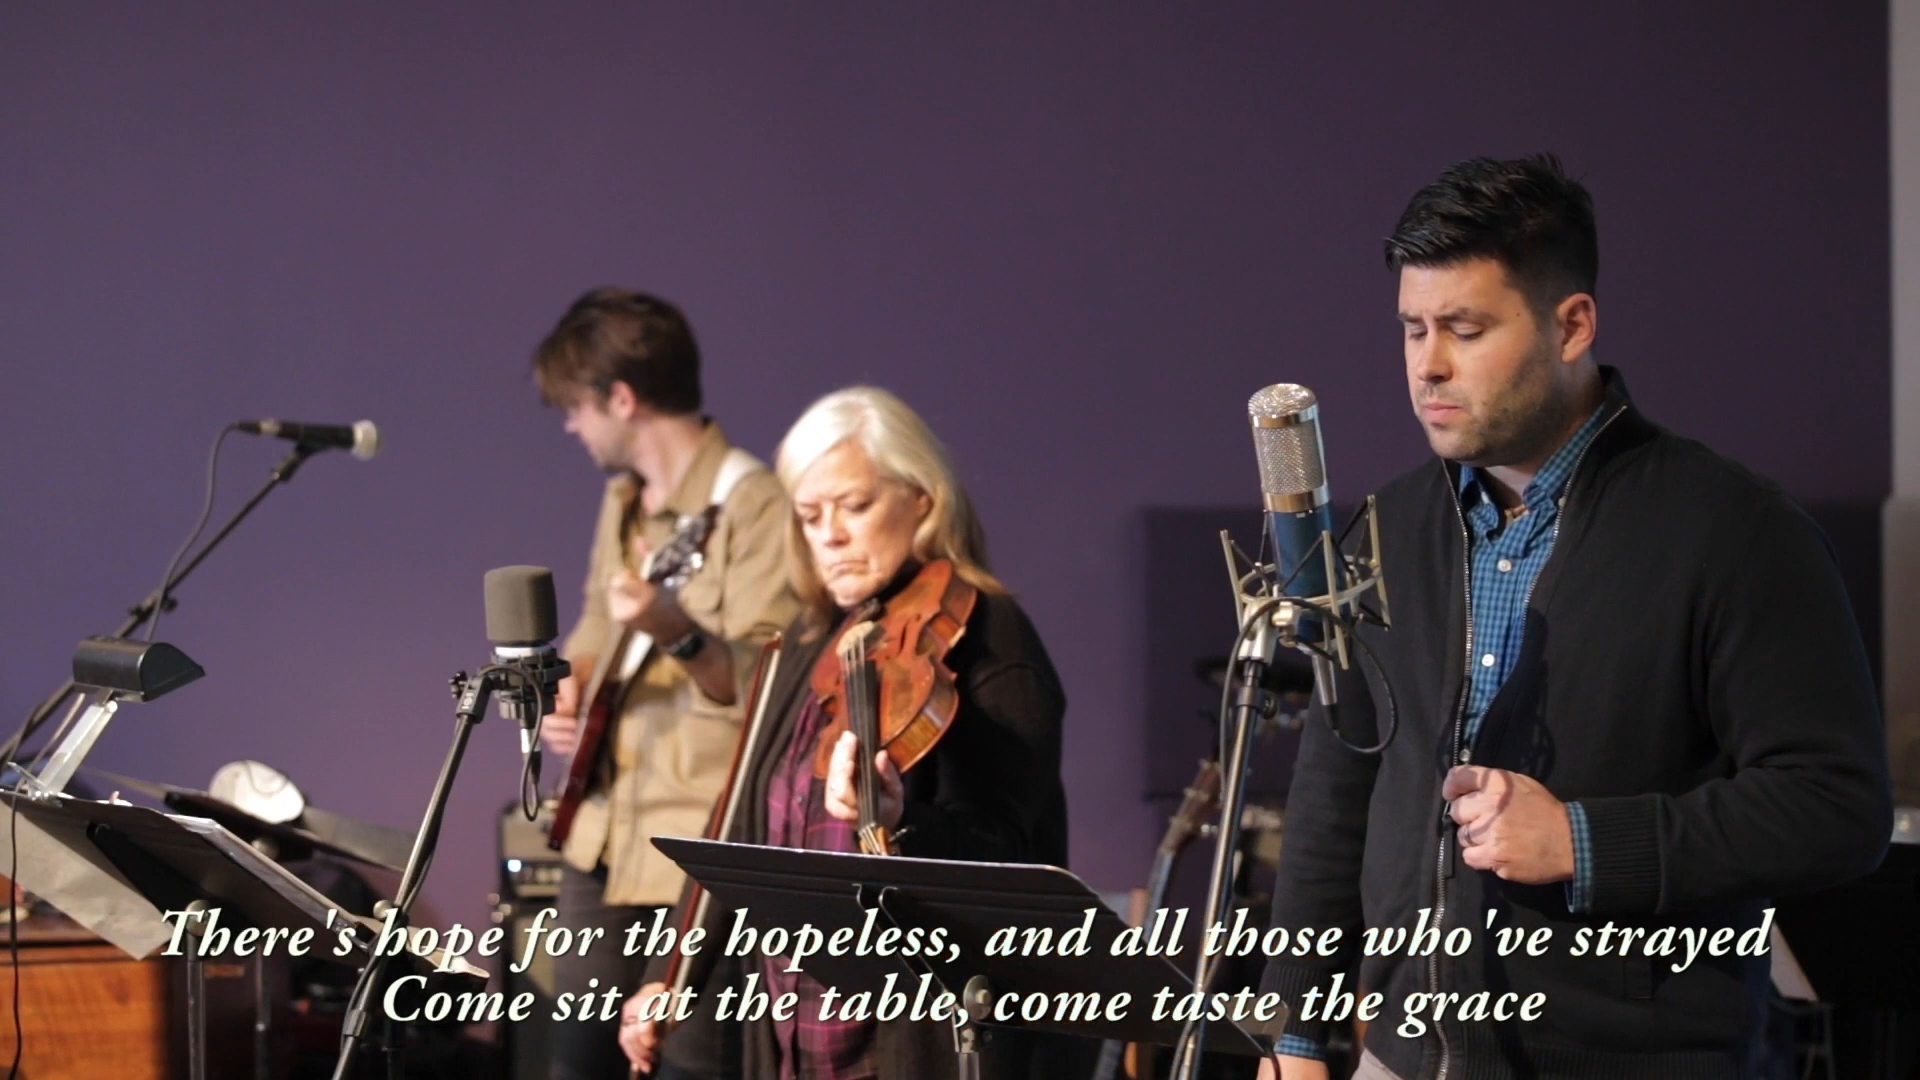 There's hope for the hopeless, and all those who've strayed
Come sit at the table, come taste the grace